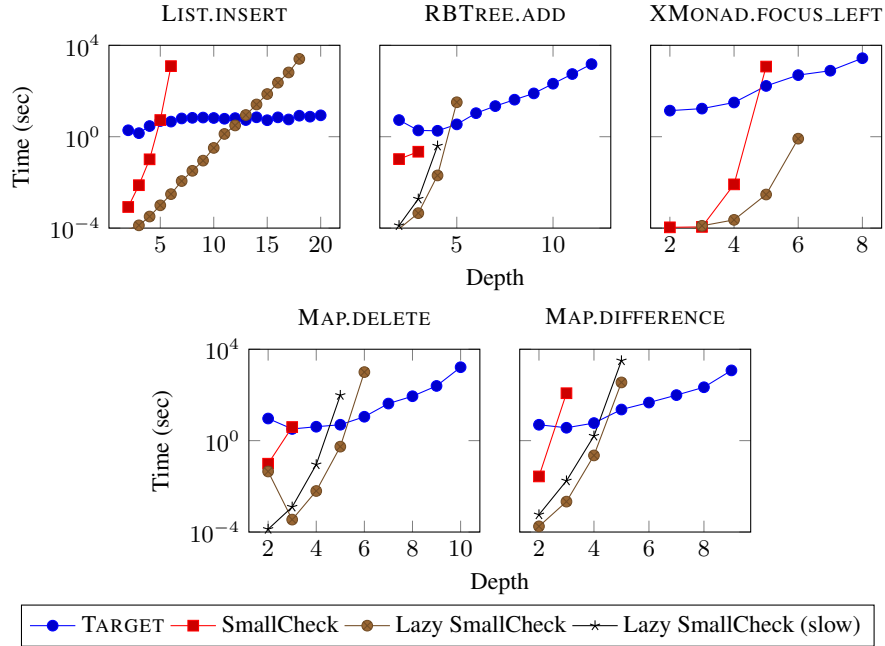 LIST.INSERT RBTREE.ADD XMONAD.FOCUS_LEFT
10^4
10^0
10^−4
Time (sec)
5 10 15 20
5 10
2 4 6 8
Depth
MAP.DELETE MAP.DIFFERENCE
10^4
10^0
10^−4
Time (sec)
2 4 6 8 10
2 4 6 8
Depth
TARGET SmallCheck Lazy SmallCheck Lazy SmallCheck (slow)